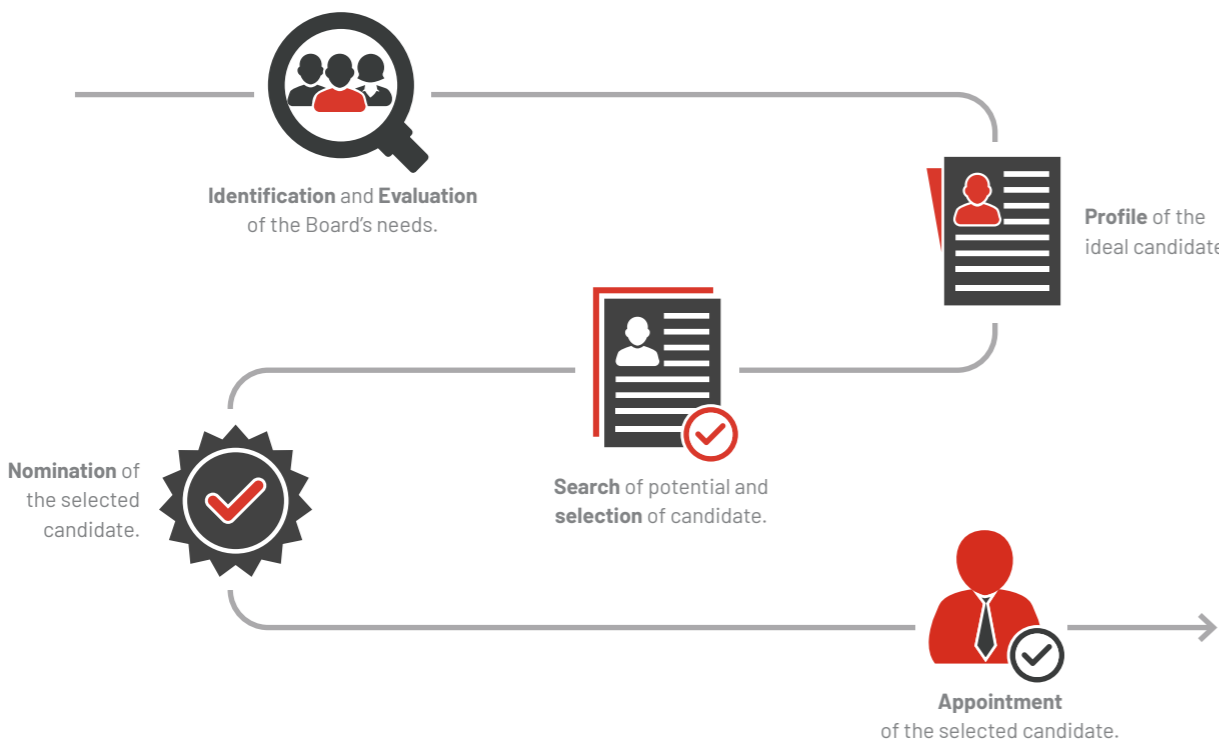 Identification and Evaluation
of the Board's needs.
Profile of the
ideal candidate
Search of potential and
selection of candidate.
Nomination of
the selected
candidate.
Appointment
of the selected candidate.